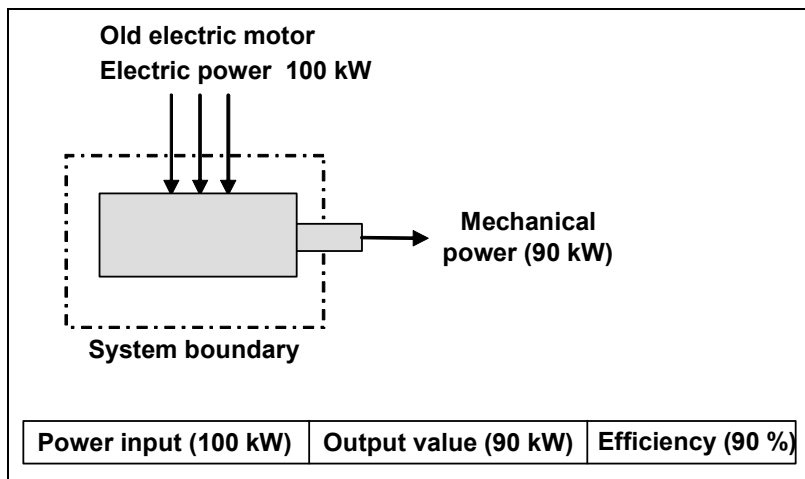 Old electric motor
Electric power 100 kW
Mechanical
power (90 kW)
System boundary
Power input (100 kW) Output value (90 kW) Efficiency (90 %)